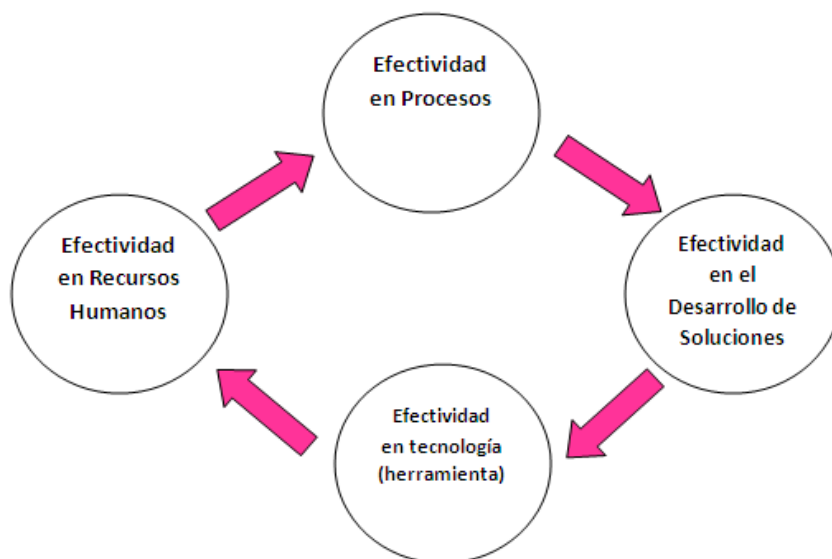 Efectividad
en Procesos
Efectividad
en el
Desarrollo de
Soluciones
Efectividad
en tecnología
(herramienta)
Efectividad
en Recursos
Humanos